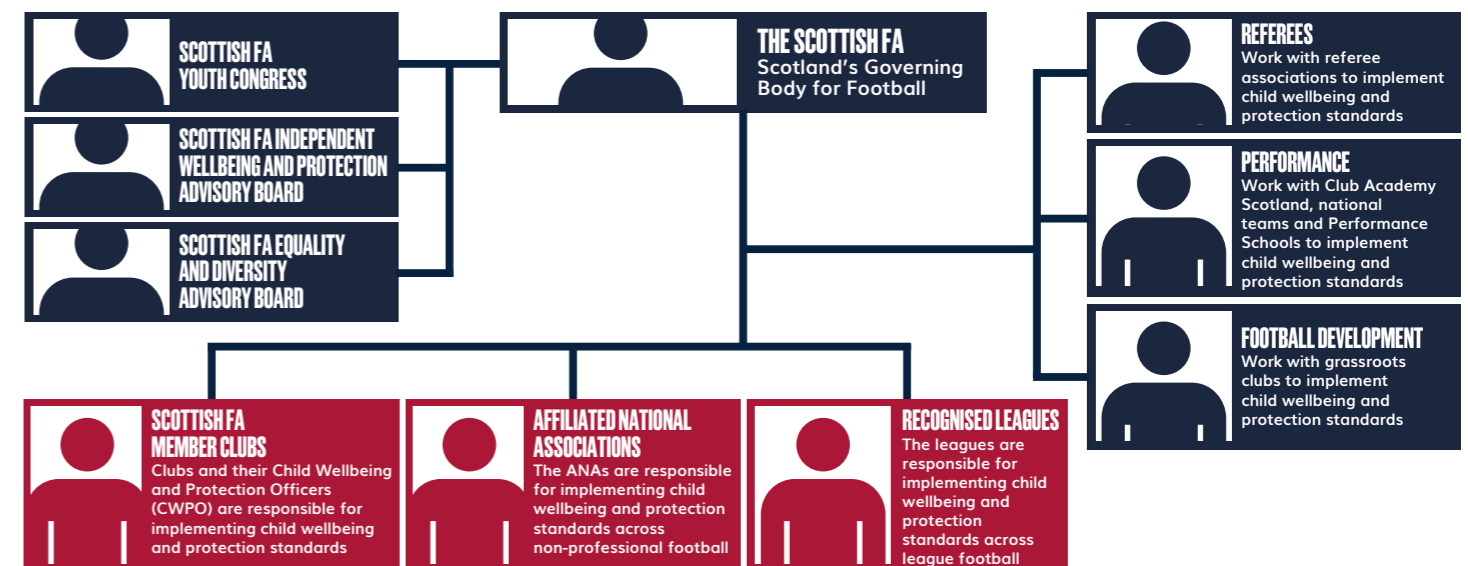 SCOTTISH FA
YOUTH CONGRESS
SCOTTISH FA INDEPENDENT
WELLBEING AND PROTECTION
ADVISORY BOARD
SCOTTISH FA EQUALITY
AND DIVERSITY
ADVISORY BOARD
THE SCOTTISH FA
Scotland's Governing
Body for Football
REFEREES
Work with referee
associations to implement
child wellbeing and
protection standards
PERFORMANCE
Work with Club Academy
Scotland, national
teams and Performance
Schools to implement
child wellbeing and
protection standards
FOOTBALL DEVELOPMENT
Work with grassroots
clubs to implement
child wellbeing and
protection standards
SCOTTISH FA
MEMBER CLUBS
Clubs and their Child Wellbeing
and Protection Officers
(CWPO) are responsible for
implementing child wellbeing
and protection standards
AFFILIATED NATIONAL
ASSOCIATIONS
The ANAs are responsible
for implementing child
wellbeing and protection
standards across
non-professional football
RECOGNISED LEAGUES
The leagues are
responsible for
implementing child
wellbeing and
protection
standards across
league football